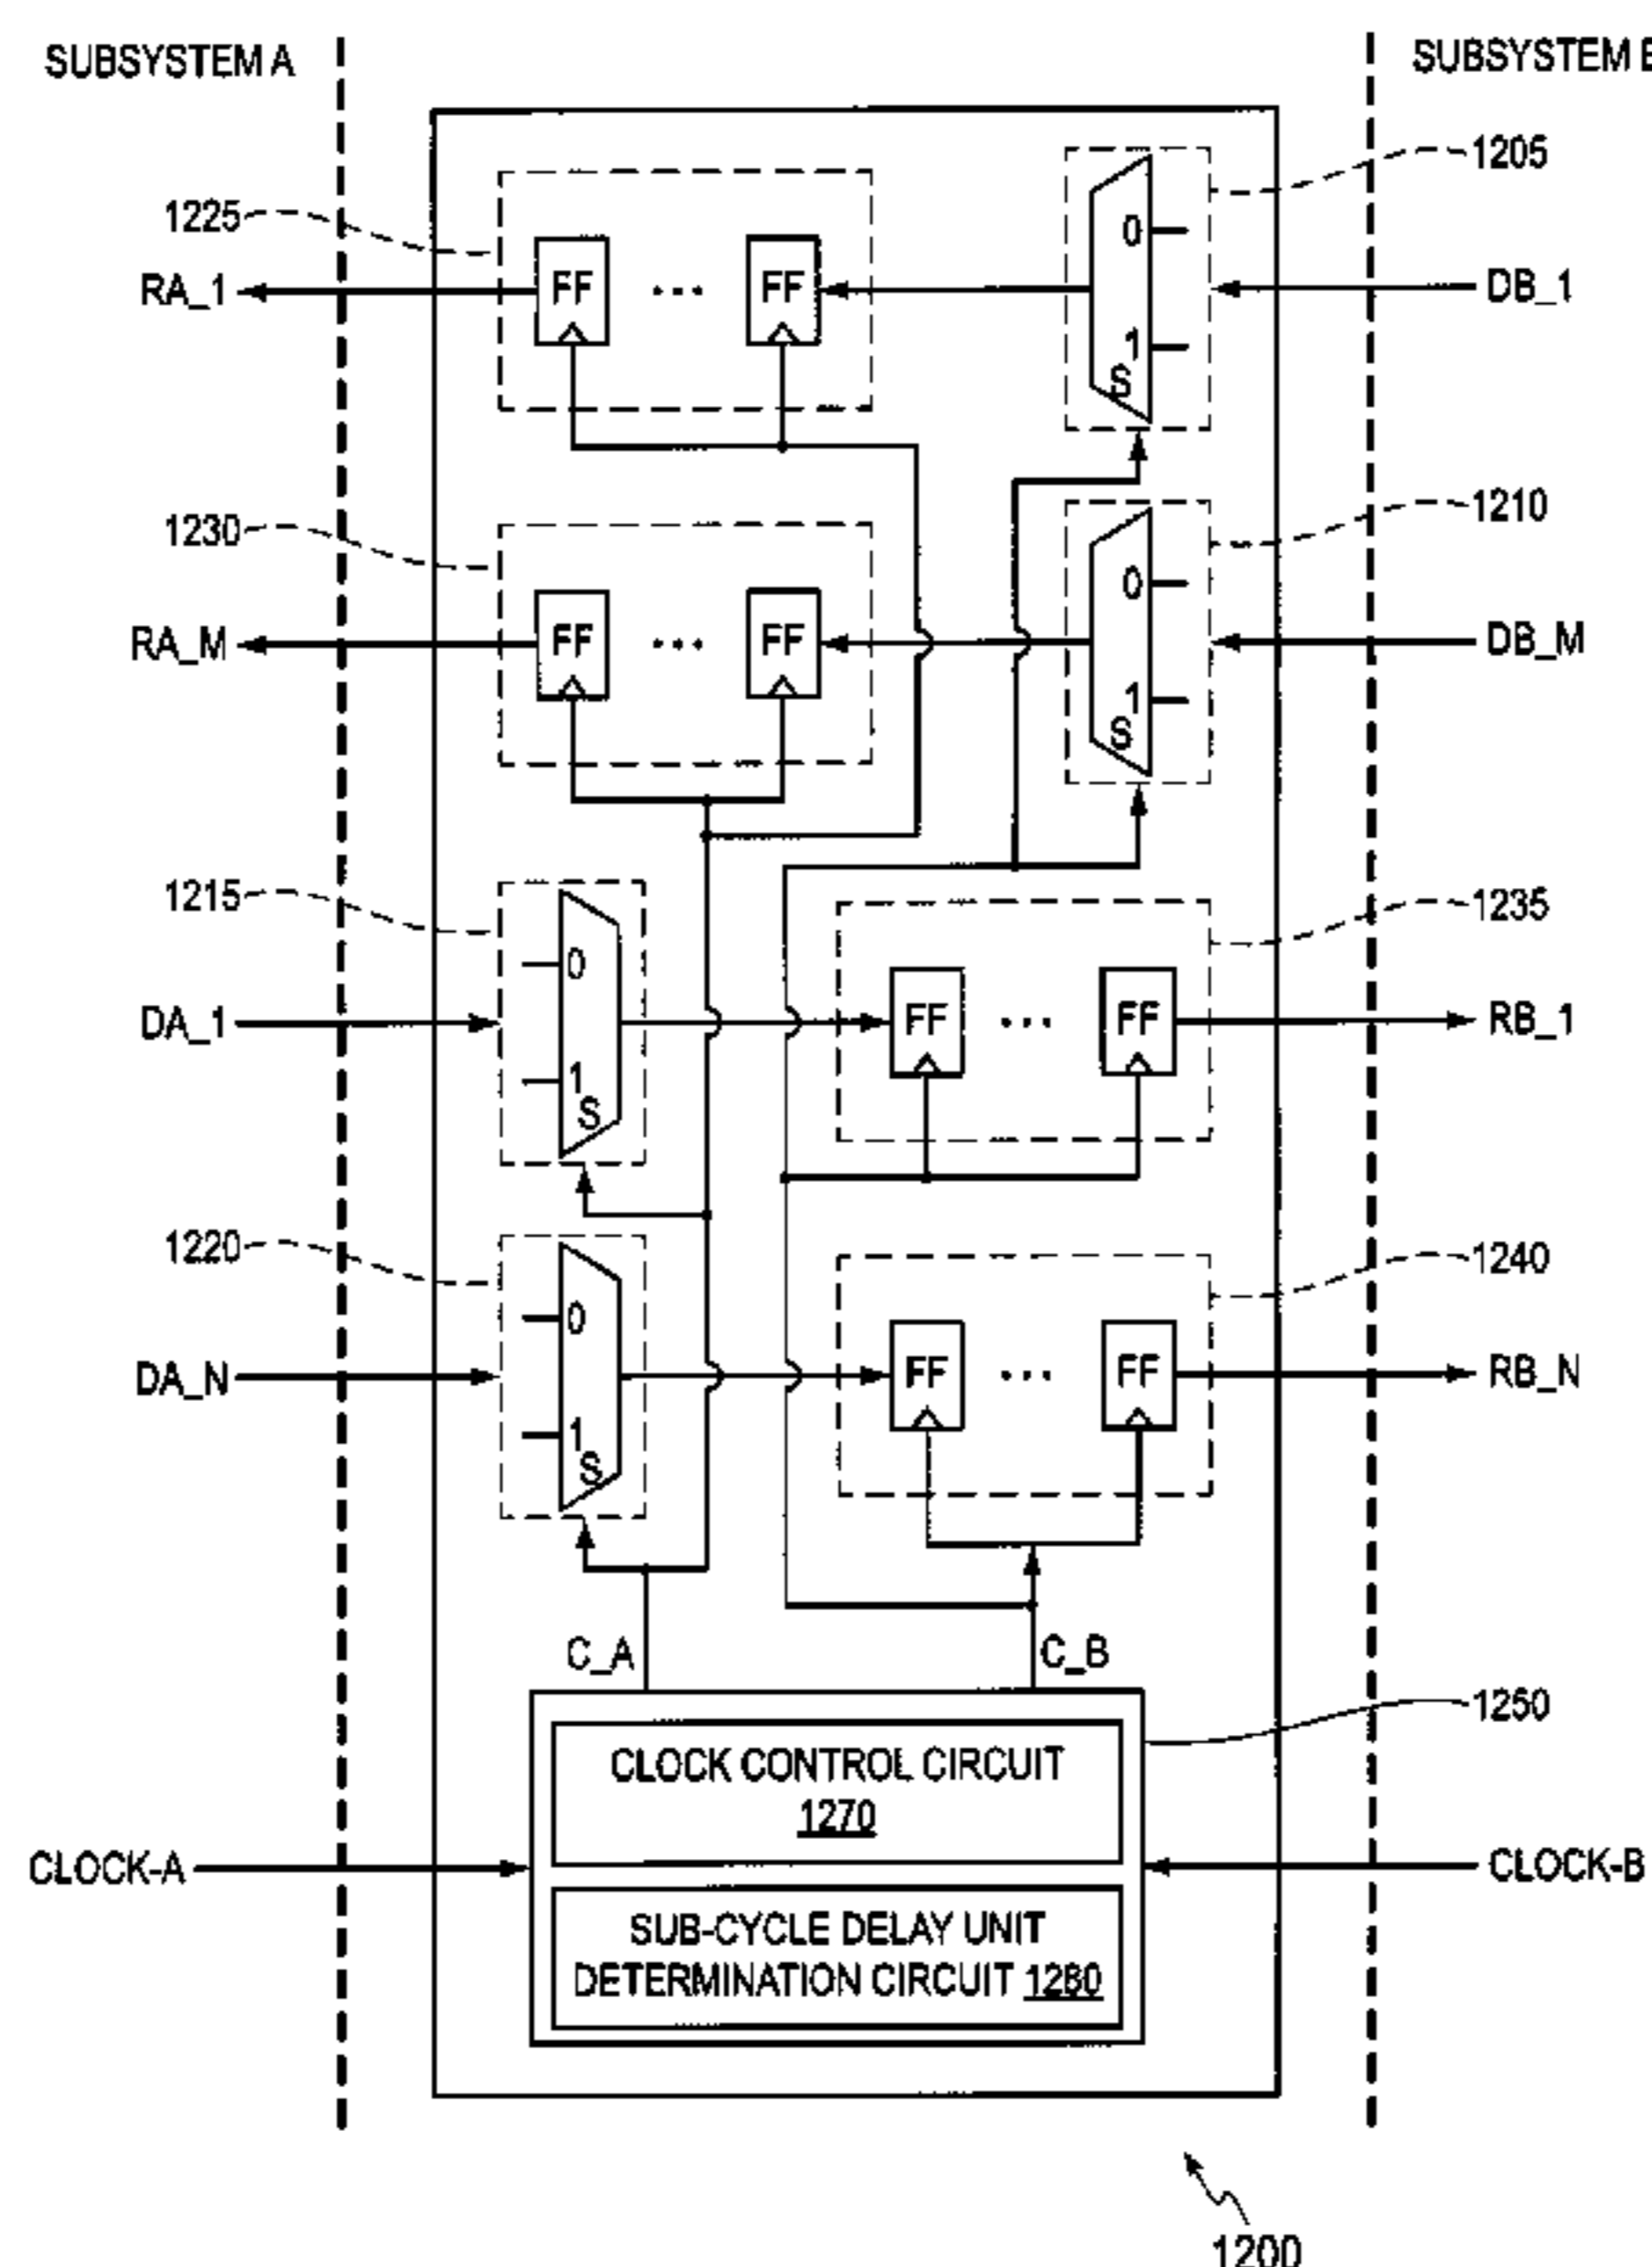 SUBSYSTEM A
SUBSYSTEM B
1205
1225
0
RA_1
FF ... FF
DB_1
1
S
1210
1230
0
RA_M
FF ... FF
DB_M
1
S
1215
1235
0
DA_1
FF ... FF
RB_1
1
S
1220
1240
0
DA_N
FF ... FF
RB_N
1
S
C_A
C_B
1250
CLOCK CONTROL CIRCUIT
1270
CLOCK-A
CLOCK-B
SUB-CYCLE DELAY UNIT
DETERMINATION CIRCUIT 1280
1200